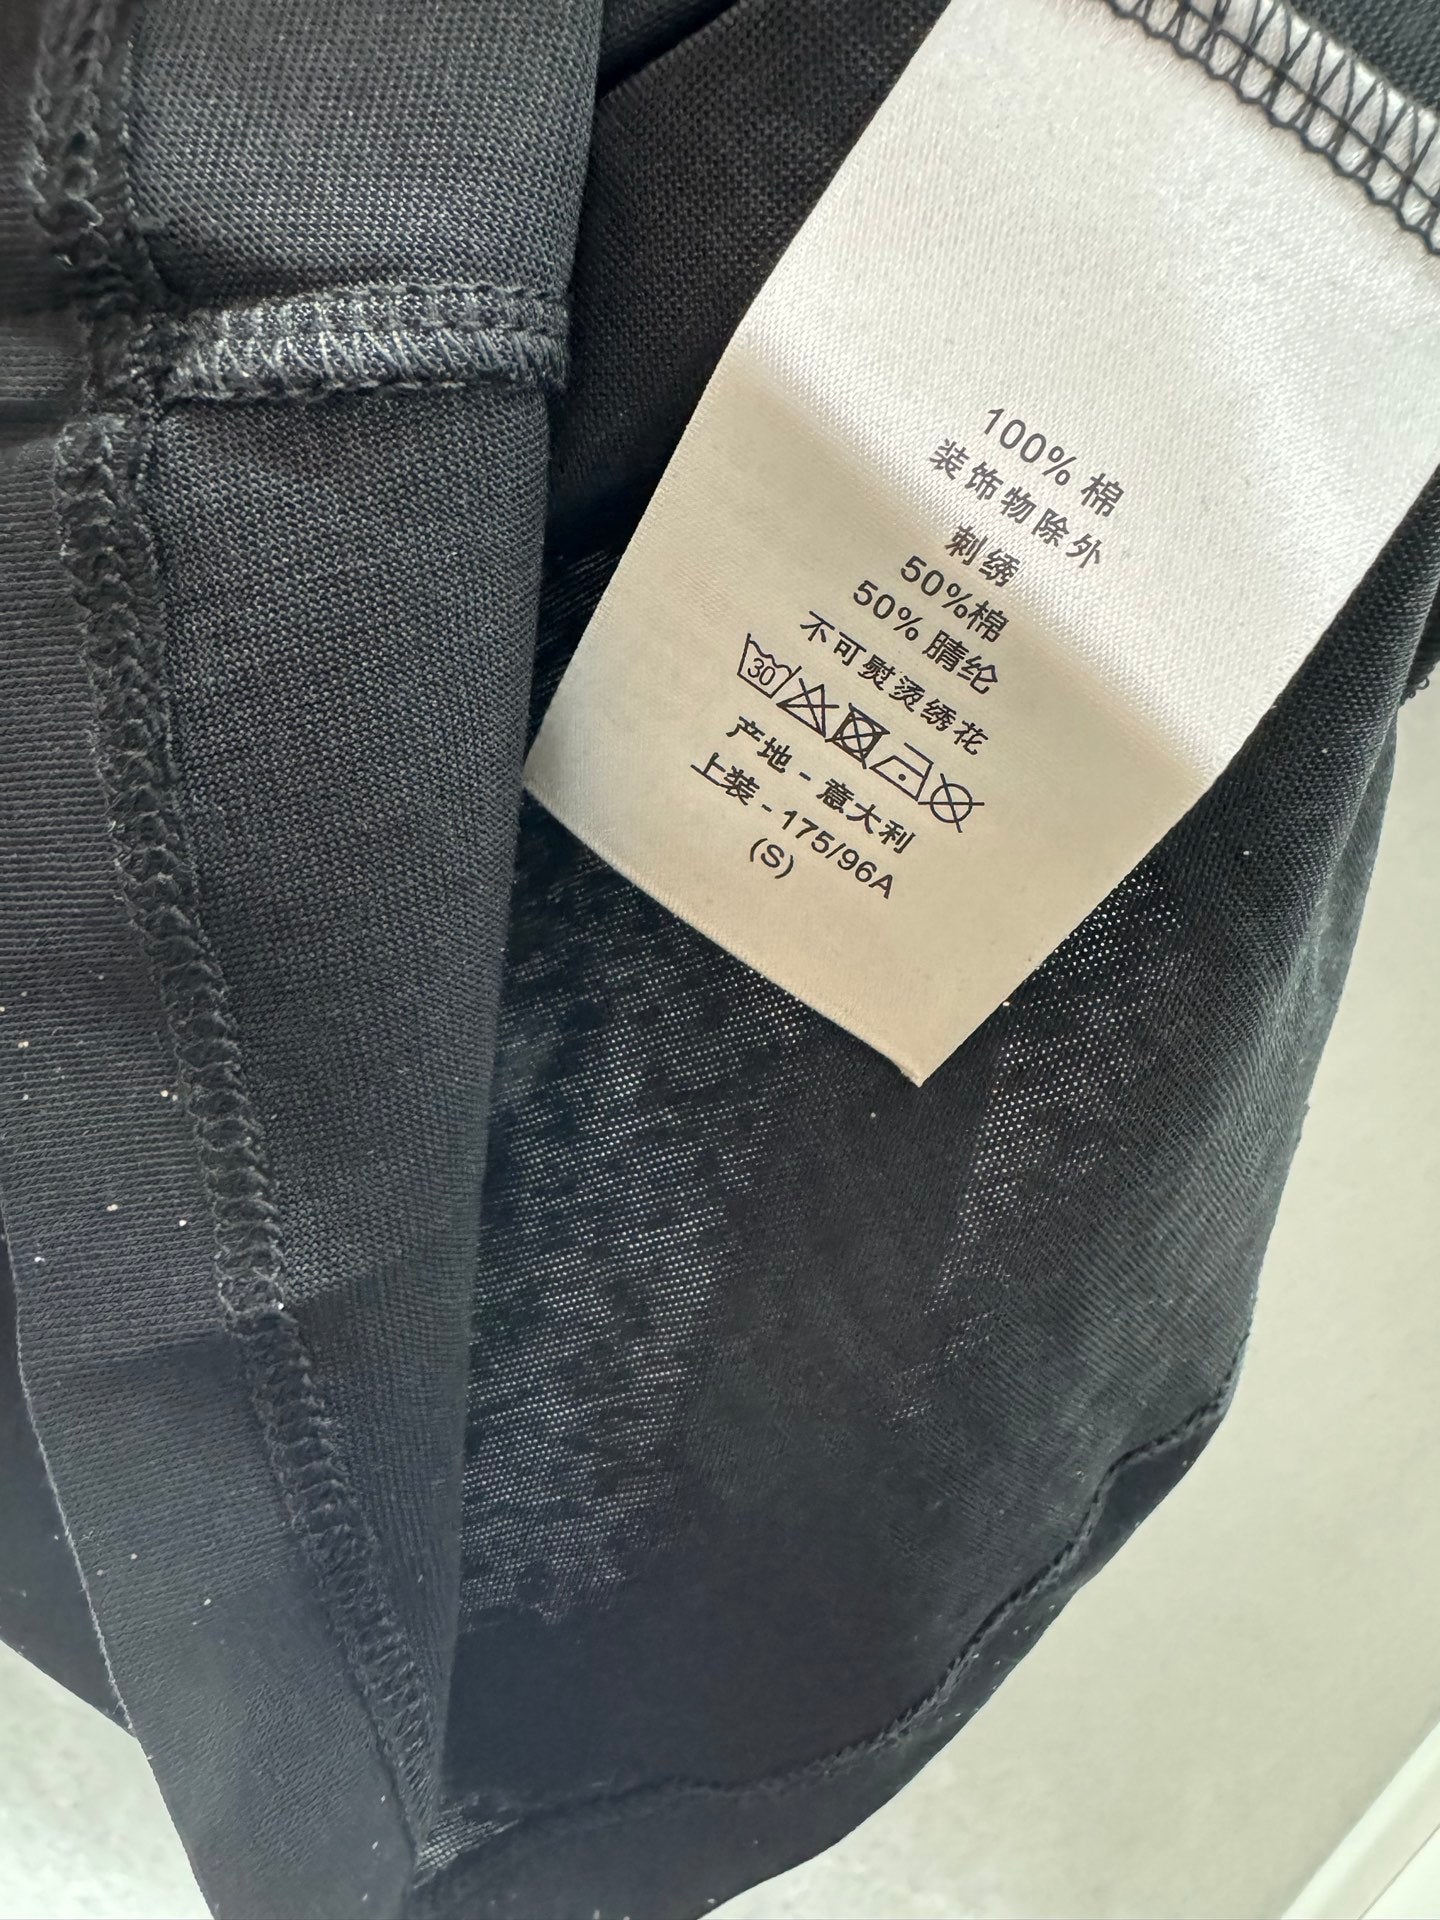 100% 棉
装饰物除外
刺绣
50%棉
50% 腈纶
不可熨烫绣花
30
产地 - 意大利
上装 - 175/96A
(S)